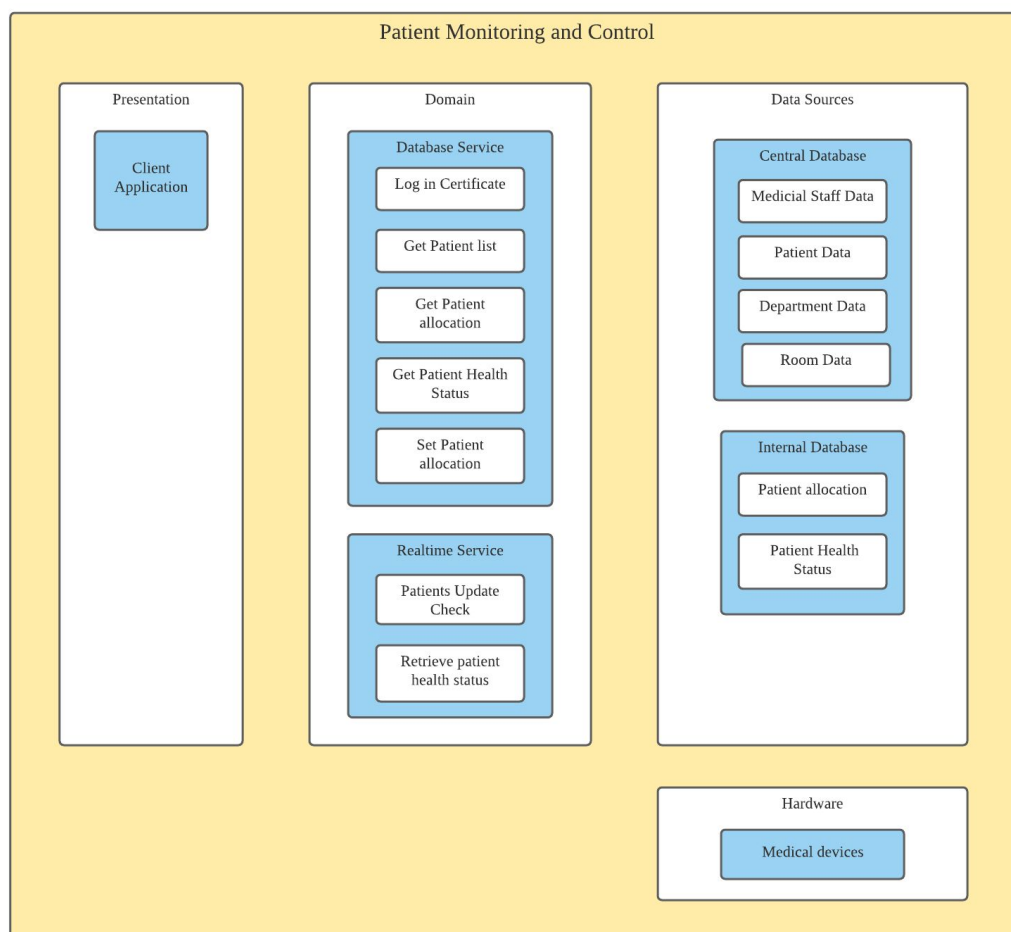 Patient Monitoring and Control
Presentation
Client
Application
Domain
Database Service
Log in Certificate
Get Patient list
Get Patient
allocation
Get Patient Health
Status
Set Patient
allocation
Realtime Service
Patients Update
Check
Retrieve patient
health status
Data Sources
Central Database
Medicial Staff Data
Patient Data
Department Data
Room Data
Internal Database
Patient allocation
Patient Health
Status
Hardware
Medical devices